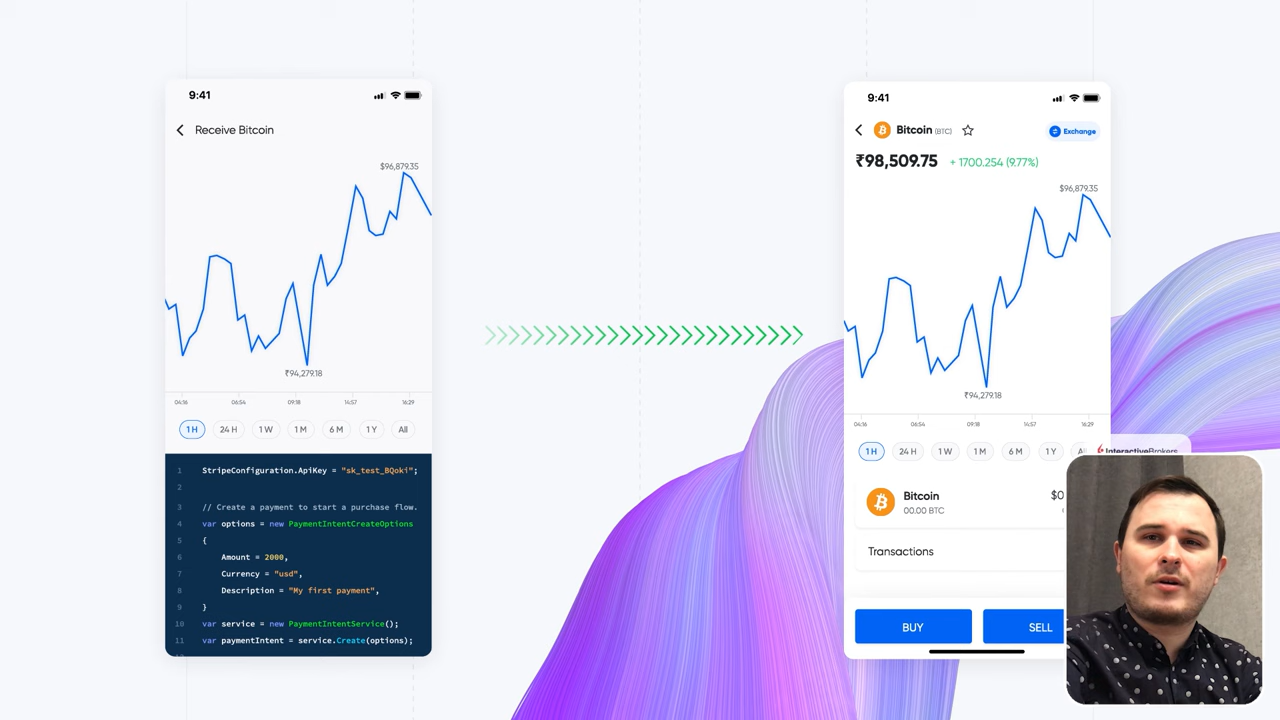 9:41
Receive Bitcoin
$96,879.35
₹94,279.18
04:16 06:54 09:18 14:57 16:29
1 H 24 H 1 W 1 M 6 M 1 Y All
1 StripeConfiguration.ApiKey = "sk_test_BQoki";
2
3 // Create a payment to start a purchase flow.
4 var options = new PaymentIntentCreateOptions
5 {
6 Amount = 2000,
7 Currency = "usd",
8 Description = "My first payment",
9 }
10 var service = new PaymentIntentService();
11 var paymentIntent = service.Create(options);
9:41
Bitcoin (BTC)
Exchange
₹98,509.75 + 1700.254 (9.77%)
$96,879.35
₹94,279.18
04:16 06:54 09:18 14:57 16:29
1 H 24 H 1 W 1 M 6 M 1 Y
InteractiveBrokers
Bitcoin $0
00.00 BTC
Transactions
BUY SELL